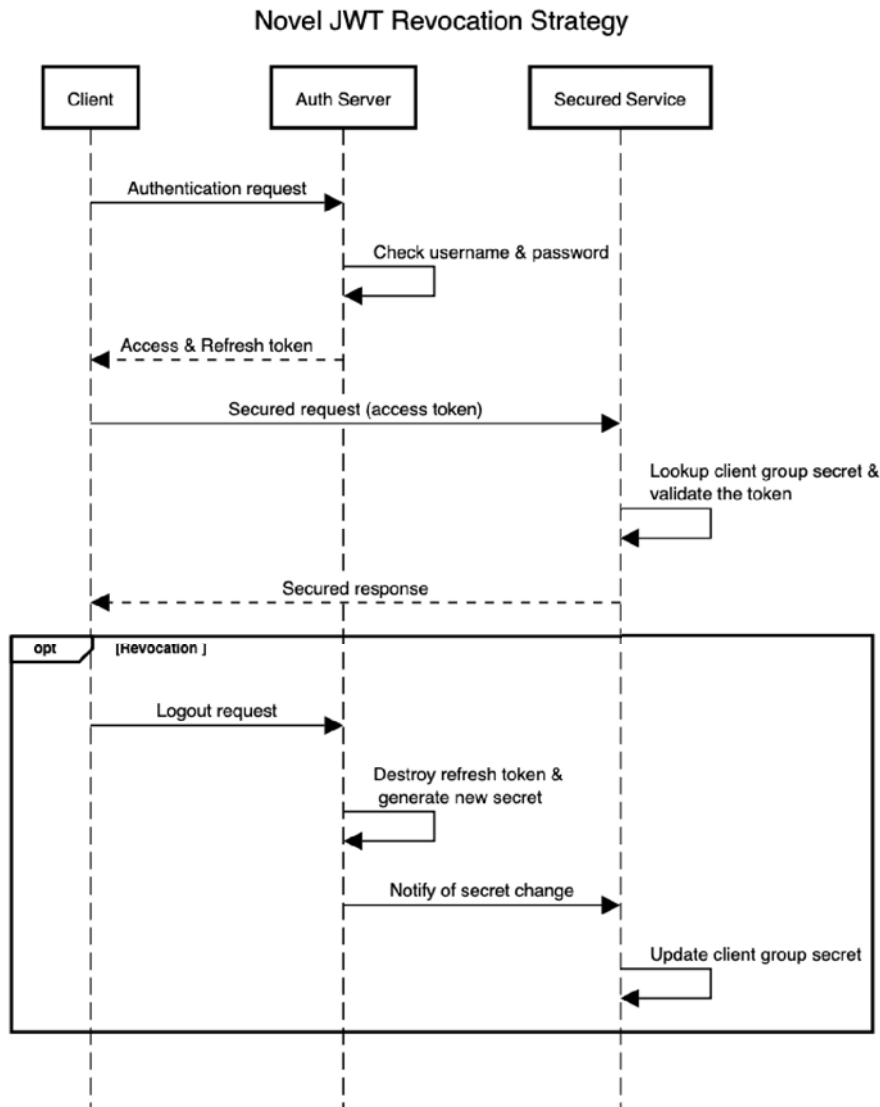 Novel JWT Revocation Strategy
Client
Auth Server
Secured Service
Authentication request
Check username & password
Access & Refresh token
Secured request (access token)
Lookup client group secret &
validate the token
Secured response
opt
[Revocation ]
Logout request
Destroy refresh token &
generate new secret
Notify of secret change
Update client group secret